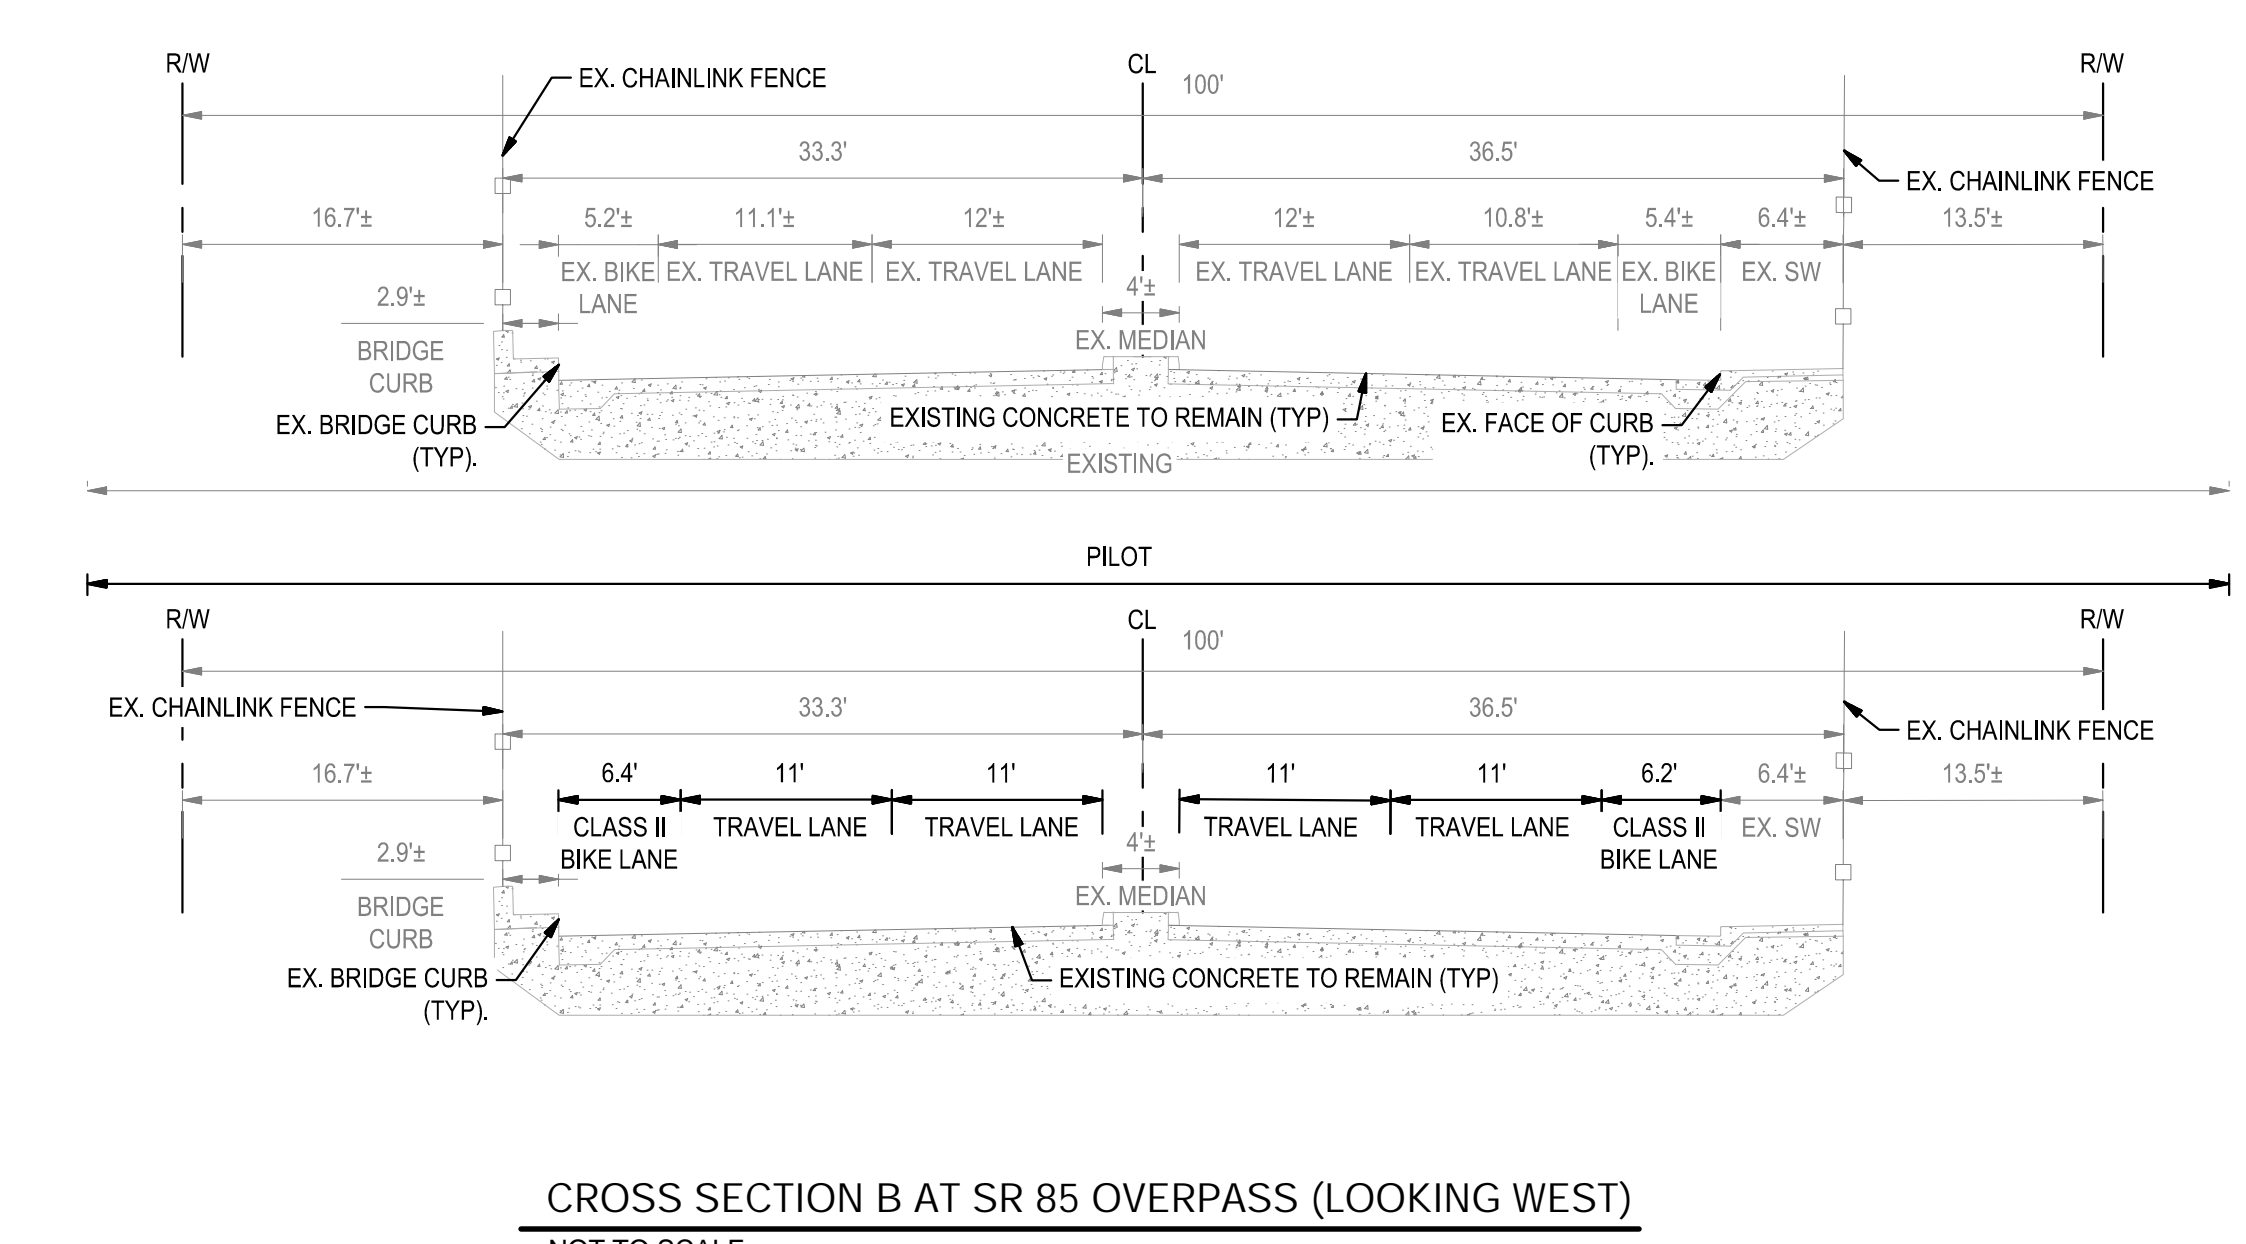 R/W
CL
R/W
100'
EX. CHAINLINK FENCE
33.3'
36.5'
EX. CHAINLINK FENCE
16.7'±
5.2'±
11.1'±
12'±
12'±
10.8'±
5.4'±
6.4'±
13.5'±
EX. BIKE
LANE
EX. TRAVEL LANE
EX. TRAVEL LANE
EX. TRAVEL LANE
EX. TRAVEL LANE
EX. BIKE
LANE
EX. SW
2.9'±
BRIDGE
CURB
4'±
EX. MEDIAN
EX. BRIDGE CURB
(TYP).
EXISTING CONCRETE TO REMAIN (TYP)
EX. FACE OF CURB
(TYP).
EXISTING
PILOT
R/W
CL
R/W
100'
EX. CHAINLINK FENCE
33.3'
36.5'
EX. CHAINLINK FENCE
16.7'±
6.4'
11'
11'
11'
11'
6.2'
6.4'±
13.5'±
CLASS II
BIKE LANE
TRAVEL LANE
TRAVEL LANE
TRAVEL LANE
TRAVEL LANE
CLASS II
BIKE LANE
EX. SW
2.9'±
BRIDGE
CURB
4'±
EX. MEDIAN
EX. BRIDGE CURB
(TYP).
EXISTING CONCRETE TO REMAIN (TYP)
CROSS SECTION B AT SR 85 OVERPASS (LOOKING WEST)
NOT TO SCALE